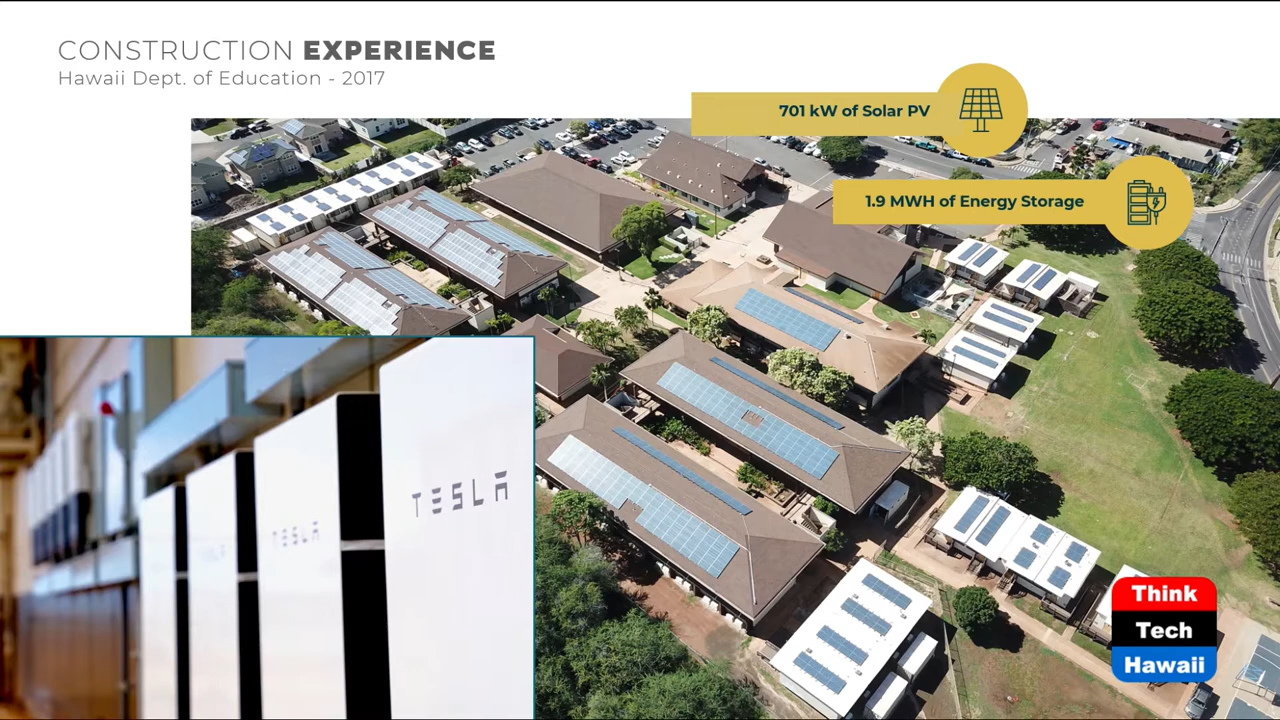 CONSTRUCTION EXPERIENCE
Hawaii Dept. of Education - 2017
701 kW of Solar PV
1.9 MWH of Energy Storage
TESLA
TESLA
Think
Tech
Hawaii